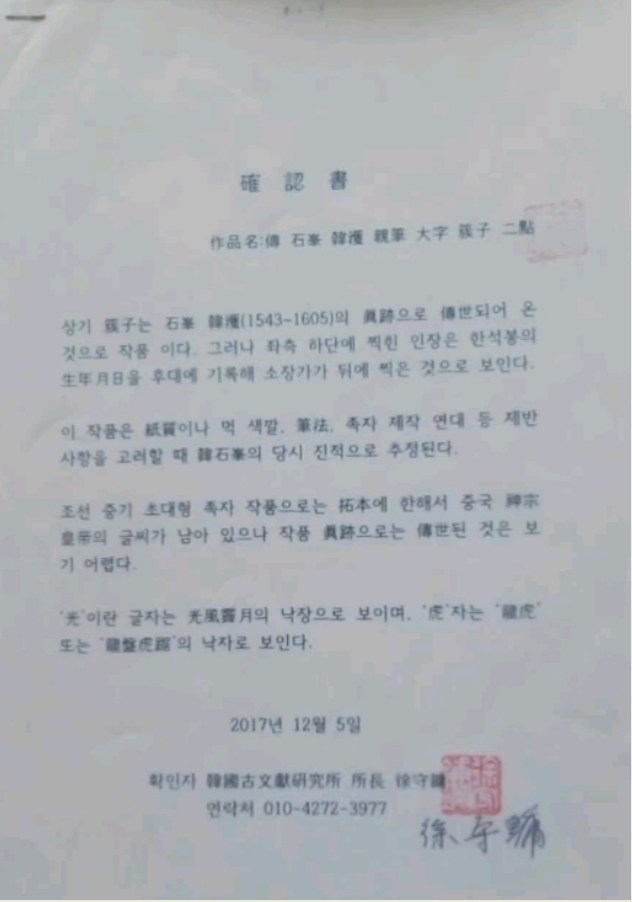 確認書
作品名:傳 石峯 韓濩 親筆 大字 簇子 二點
상기 簇子는 石峯 韓濩(1543~1605)의 眞跡으로 傳世되어 온
것으로 작품 이다. 그러나 좌측 하단에 찍힌 인장은 한석봉의
生年月日을 후대에 기록해 소장기가 뒤에 찍은 것으로 보인다.
이 작품은 紙質이나 먹 색깔, 筆法, 족자 제작 연대 등 제반
사항을 고려할 때 韓石峯의 당시 진적으로 추정된다.
조선 중기 초대형 족자 작품으로는 拓本에 한해서 중국 神宗
皇帝의 글씨가 남아 있으나 작품 眞跡으로는 傳世된 것은 보
기 어렵다.
'光'이란 글자는 光風霽月의 낙장으로 보이며, '虎'자는 '龍虎'
또는 '龍盤虎踞'의 낙자로 보인다.
2017년 12월 5일
확인자 韓國古文獻研究所 所長 徐守鏞
연락처 010-4272-3977
徐守鏞